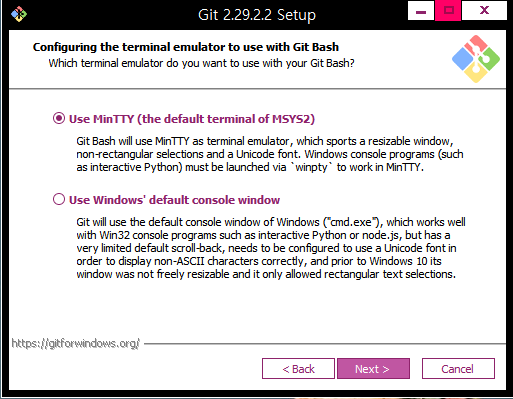 Git 2.29.2.2 Setup
Configuring the terminal emulator to use with Git Bash
Which terminal emulator do you want to use with your Git Bash?
Use MinTTY (the default terminal of MSYS2)
Git Bash will use MinTTY as terminal emulator, which sports a resizable window,
non-rectangular selections and a Unicode font. Windows console programs (such
as interactive Python) must be launched via `winpty` to work in MinTTY.
Use Windows' default console window
Git will use the default console window of Windows ("cmd.exe"), which works well
with Win32 console programs such as interactive Python or node.js, but has a
very limited default scroll-back, needs to be configured to use a Unicode font in
order to display non-ASCII characters correctly, and prior to Windows 10 its
window was not freely resizable and it only allowed rectangular text selections.
https://gitforwindows.org/
< Back
Next >
Cancel